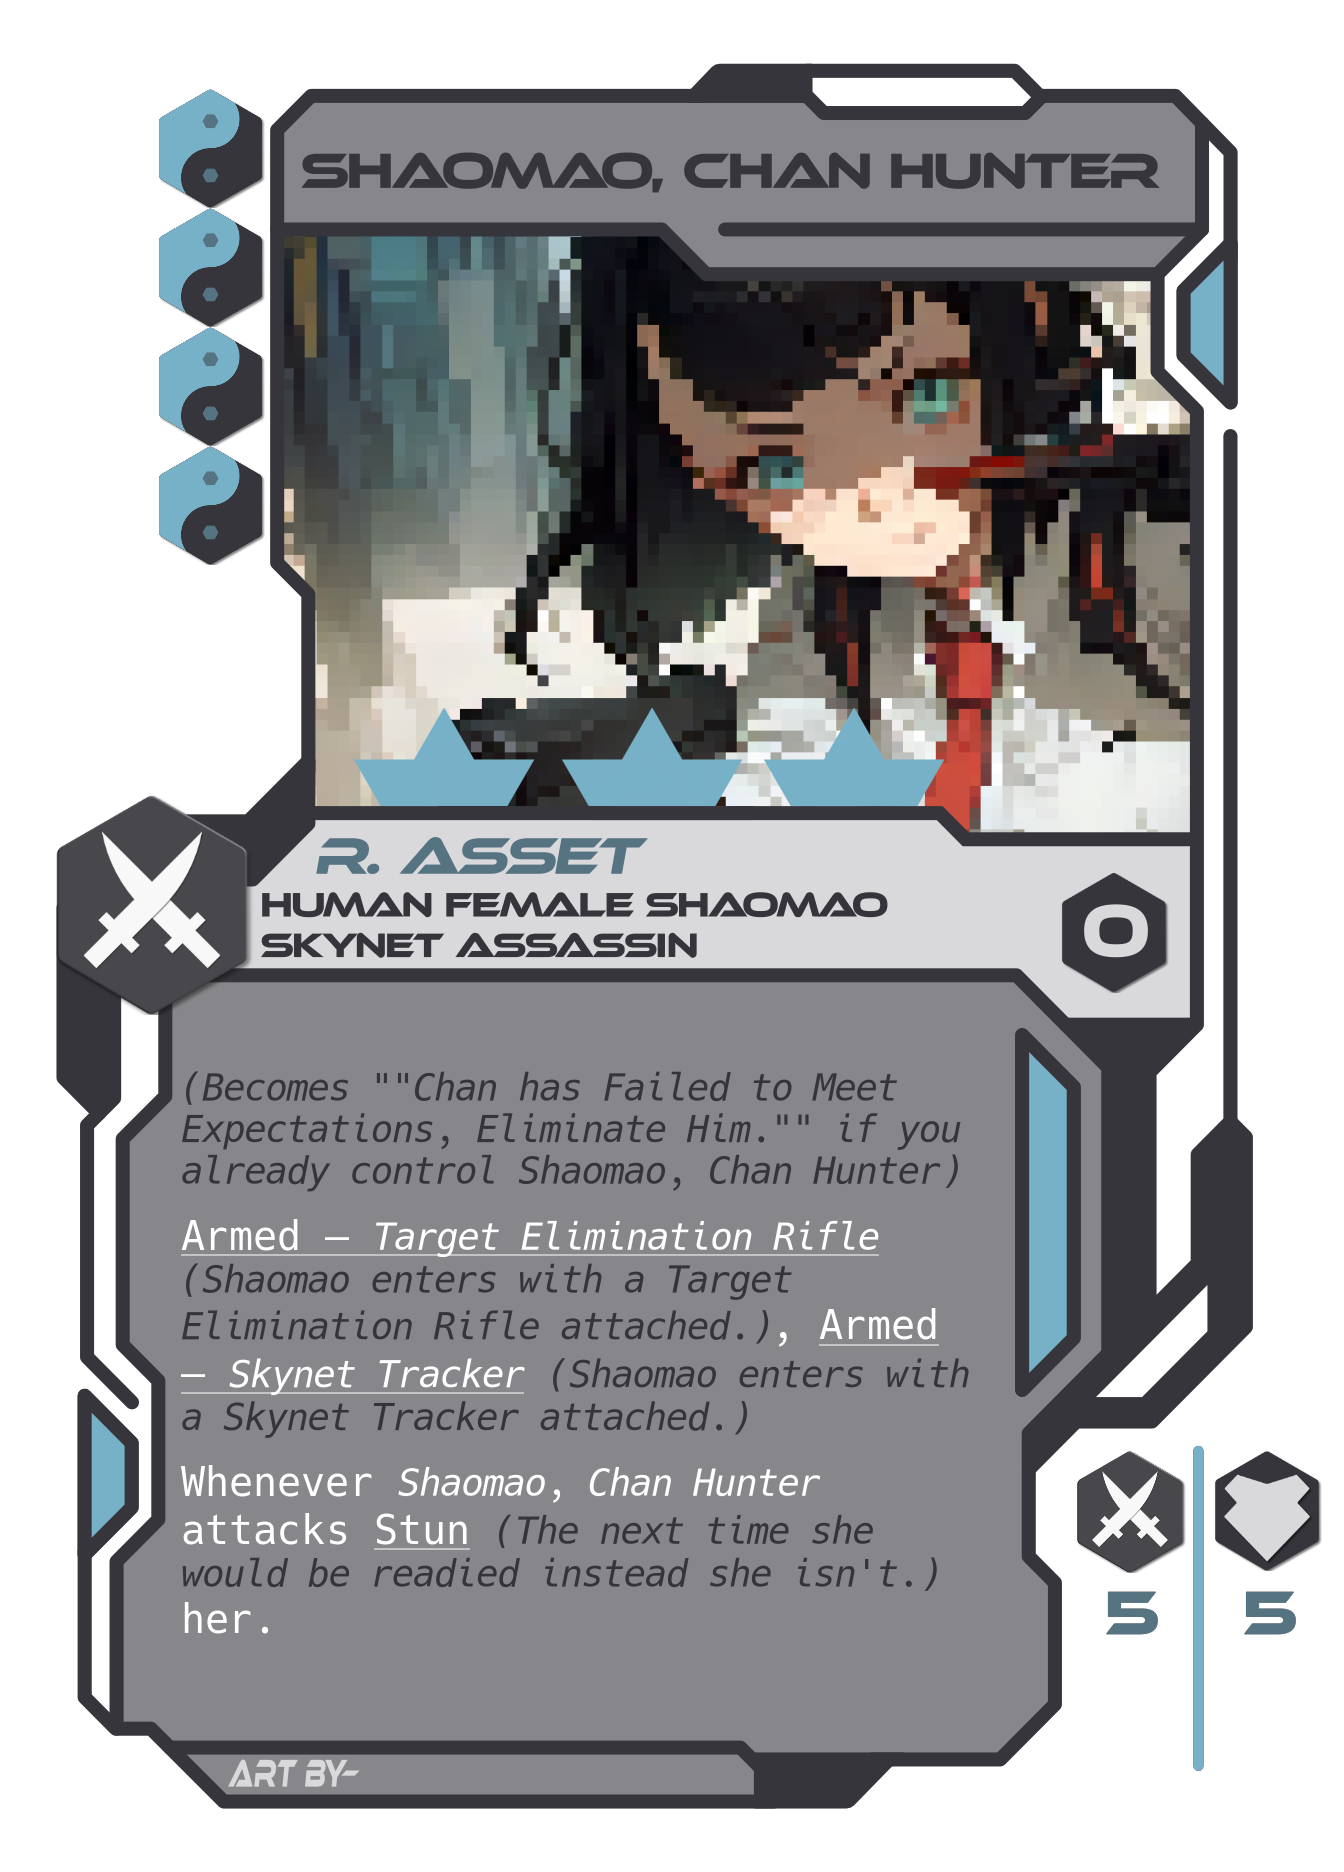 SHAOMAO, CHAN HUNTER
R. ASSET
HUMAN FEMALE SHAOMAO
SKYNET ASSASSIN
0
(Becomes ""Chan has Failed to Meet
Expectations, Eliminate Him."" if you
already control Shaomao, Chan Hunter)
Armed — Target Elimination Rifle
(Shaomao enters with a Target
Elimination Rifle attached.), Armed
— Skynet Tracker (Shaomao enters with
a Skynet Tracker attached.)
Whenever Shaomao, Chan Hunter
attacks Stun (The next time she
would be readied instead she isn't.)
her.
5 5
ART BY-